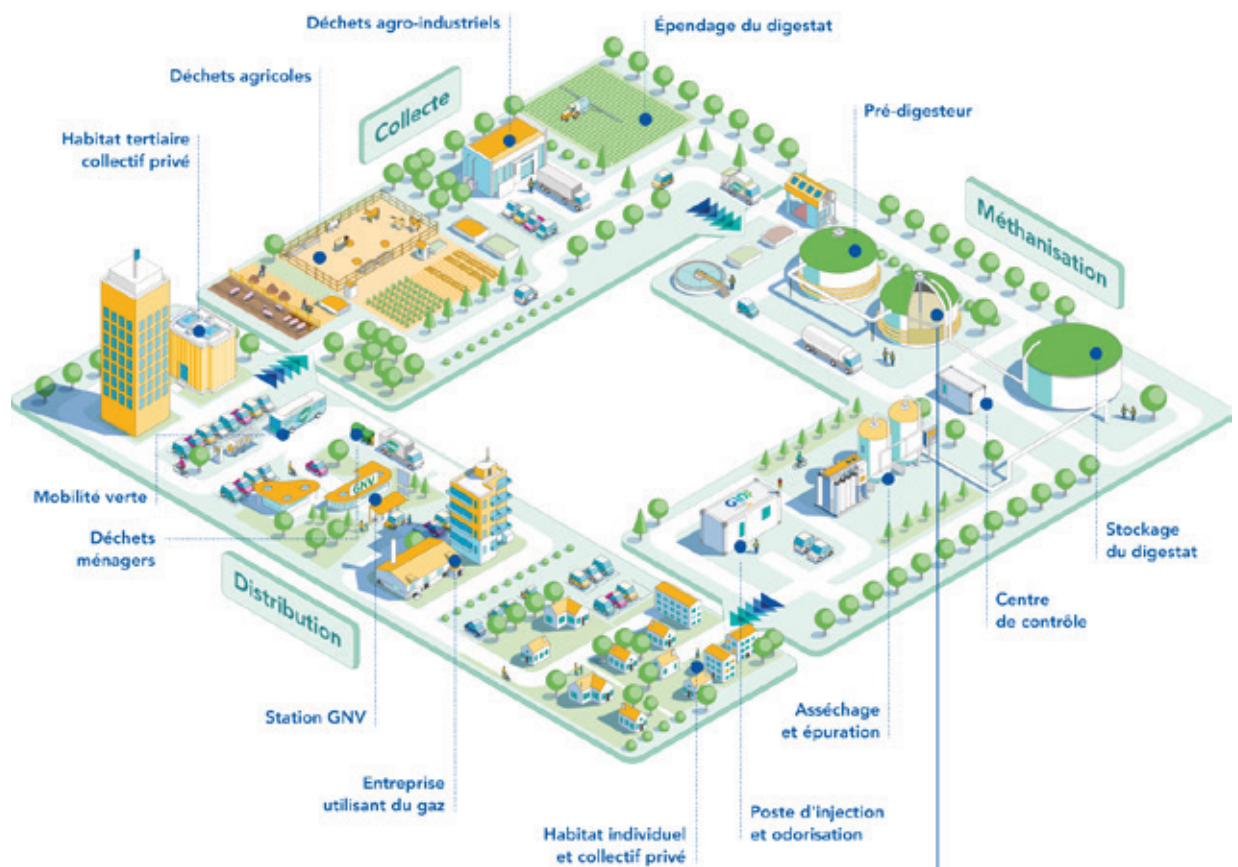 Déchets agro-industriels
Épendage du digestat
Déchets agricoles
Collecte
Habitat tertiaire
collectif privé
Pré-digesteur
Méthanisation
Mobilité verte
GNV
Déchets
ménagers
Distribution
Station GNV
Entreprise
utilisant du gaz
Habitat individuel
et collectif privé
Poste d'injection
et odorisation
Asséchage
et épuration
Centre
de contrôle
Stockage
du digestat